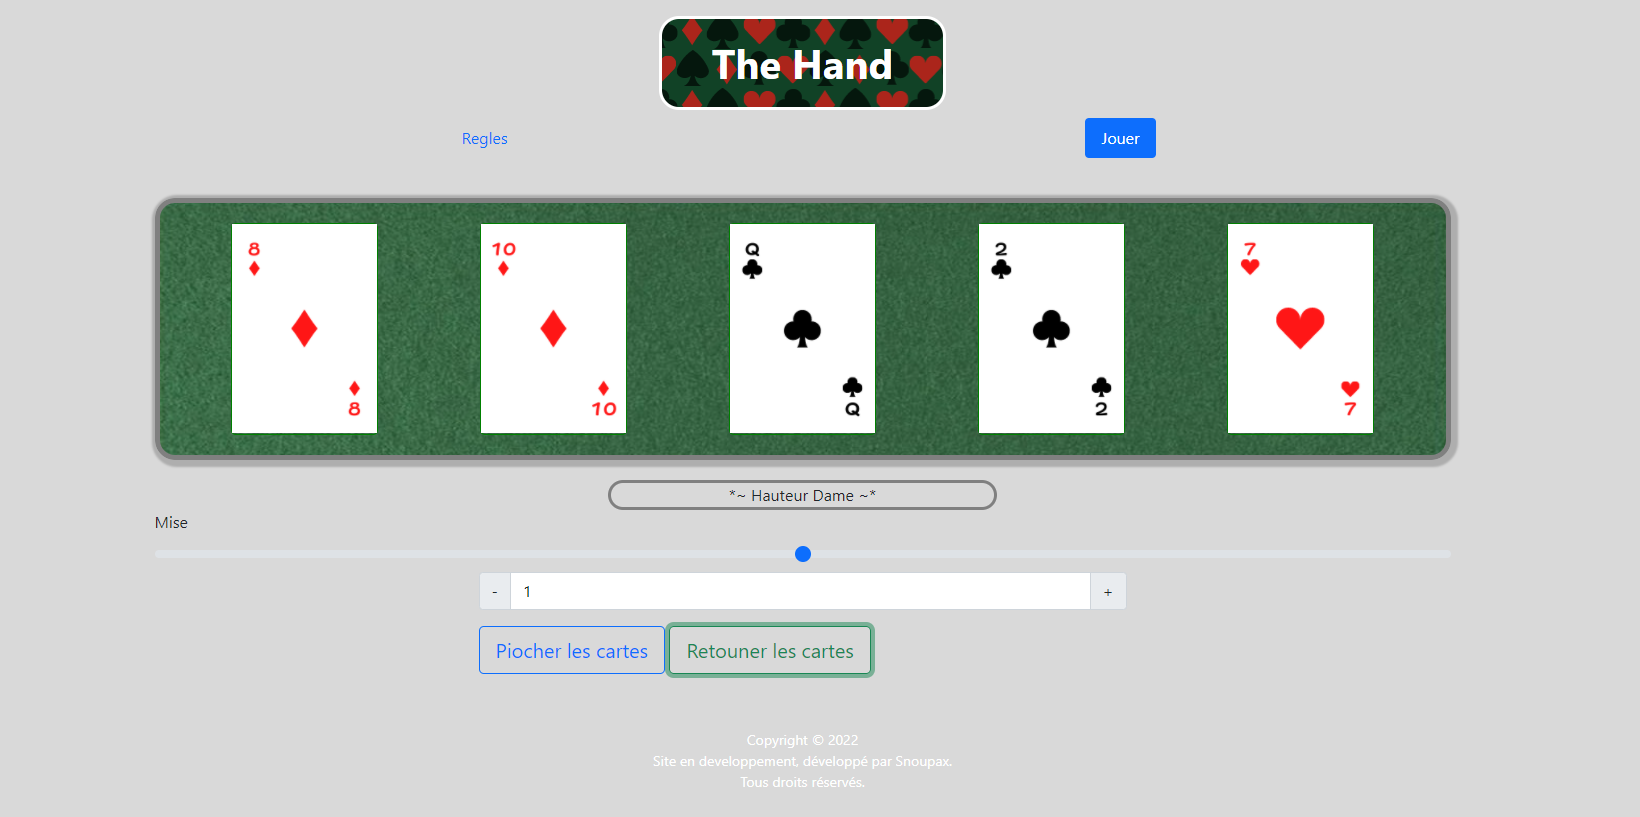 The Hand
Regles
Jouer
8
8
10
10
Q
Q
2
2
7
7
*~ Hauteur Dame ~*
Mise
- 1 +
Piocher les cartes
Retouner les cartes
Copyright © 2022
Site en developpement, développé par Snoupax.
Tous droits réservés.